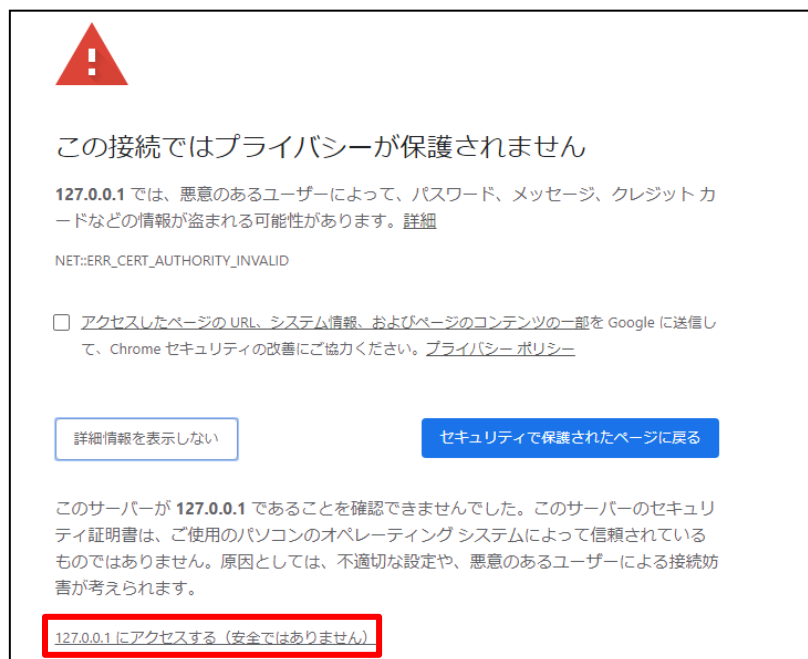 この接続ではプライバシーが保護されません
127.0.0.1 では、悪意のあるユーザーによって、パスワード、メッセージ、クレジット カ
ードなどの情報が盗まれる可能性があります。詳細
NET::ERR_CERT_AUTHORITY_INVALID
アクセスしたページの URL、システム情報、およびページのコンテンツの一部を Google に送信し
て、Chrome セキュリティの改善にご協力ください。プライバシー ポリシー
詳細情報を表示しない
セキュリティで保護されたページに戻る
このサーバーが 127.0.0.1 であることを確認できませんでした。このサーバーのセキュリ
ティ証明書は、ご使用のパソコンのオペレーティング システムによって信頼されている
ものではありません。原因としては、不適切な設定や、悪意のあるユーザーによる接続妨
害が考えられます。
127.0.0.1 にアクセスする（安全ではありません）